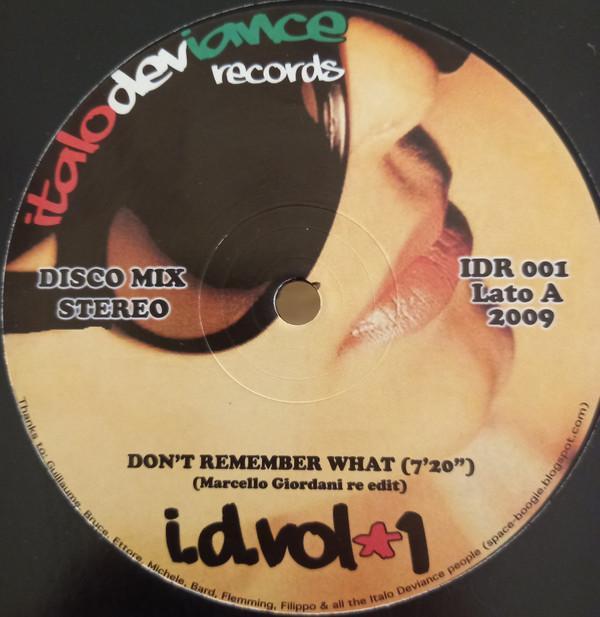 italodeviance
records
DISCO MIX
STEREO
IDR 001
Lato A
2009
DON'T REMEMBER WHAT (7'20")
(Marcello Giordani re edit)
i.d.vol*1
Thanks to: Guillaume, Bruce, Ettore, Michele, Bard, Flemming, Filippo & all the Italo Deviance people (space-boogie.blogspot.com)